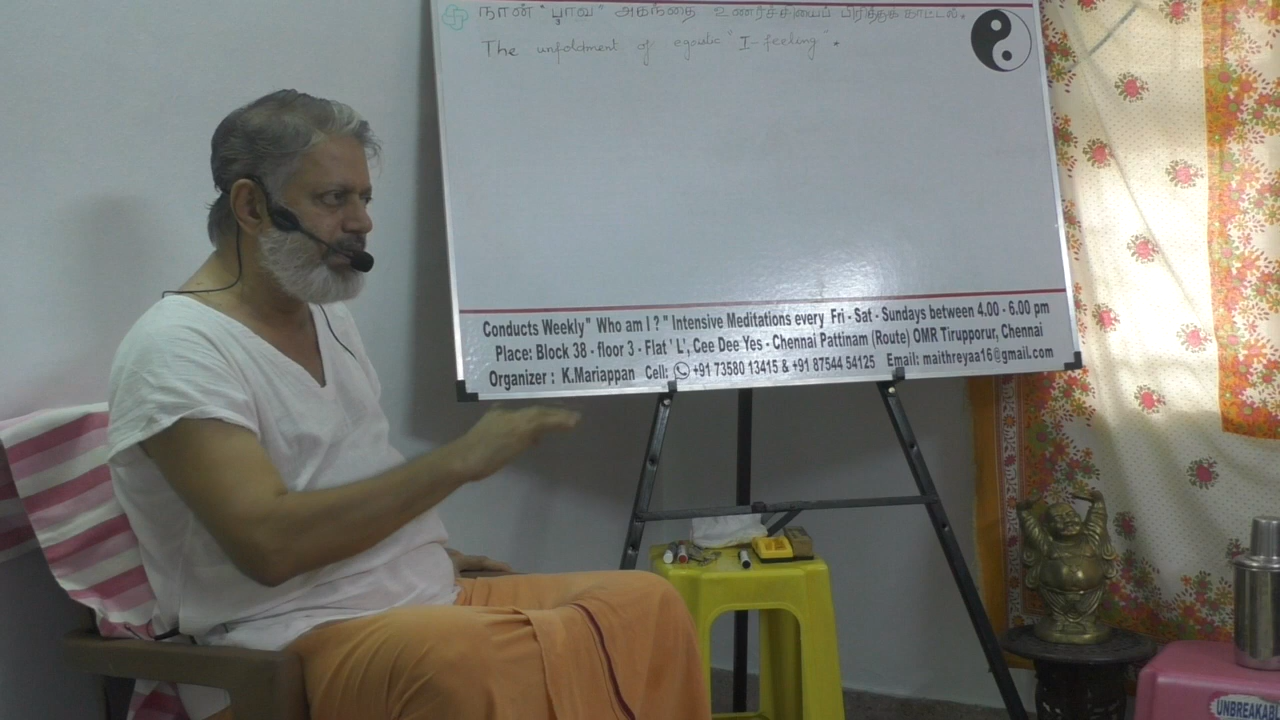 நான் "பாவ" அகந்தை உணர்ச்சியைப் பிரித்துக் காட்டல்.
The unfoldment of egoistic "I-feeling".
Conducts Weekly" Who am I ? " Intensive Meditations every Fri - Sat - Sundays between 4.00 - 6.00 pm
Place: Block 38 - floor 3 - Flat ' L', Cee Dee Yes - Chennai Pattinam (Route) OMR Tirupporur, Chennai
Organizer : K.Mariappan Cell: +91 73580 13415 & +91 87544 54125 Email: maithreyaa16@gmail.com
UNBREAKABL